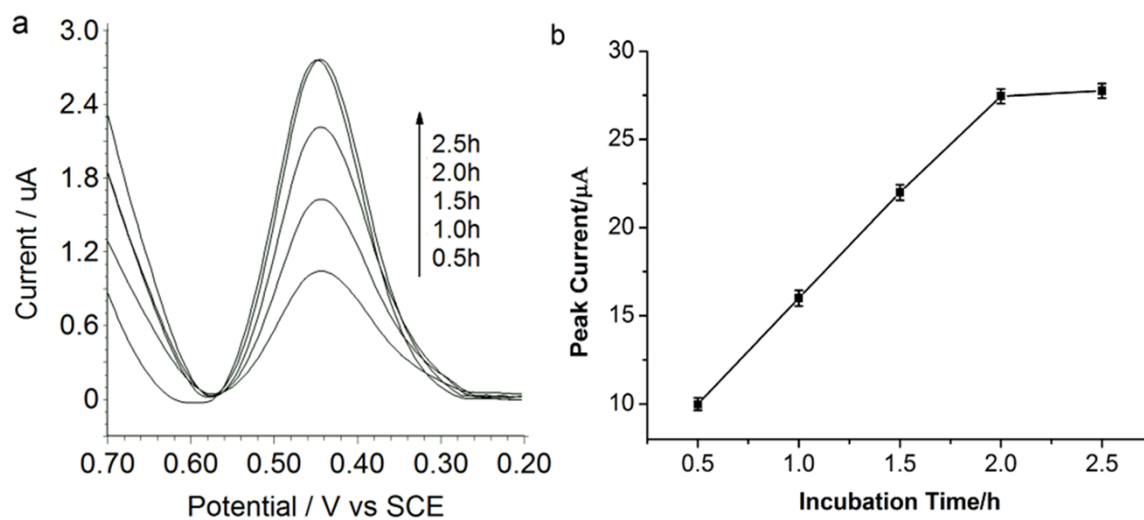 a
3.0
2.4
1.8
1.2
0.6
0
Current / uA
2.5h
2.0h
1.5h
1.0h
0.5h
0.70 0.60 0.50 0.40 0.30 0.20
Potential / V vs SCE
b
30
25
20
15
10
Peak Current/μA
0.5 1.0 1.5 2.0 2.5
Incubation Time/h